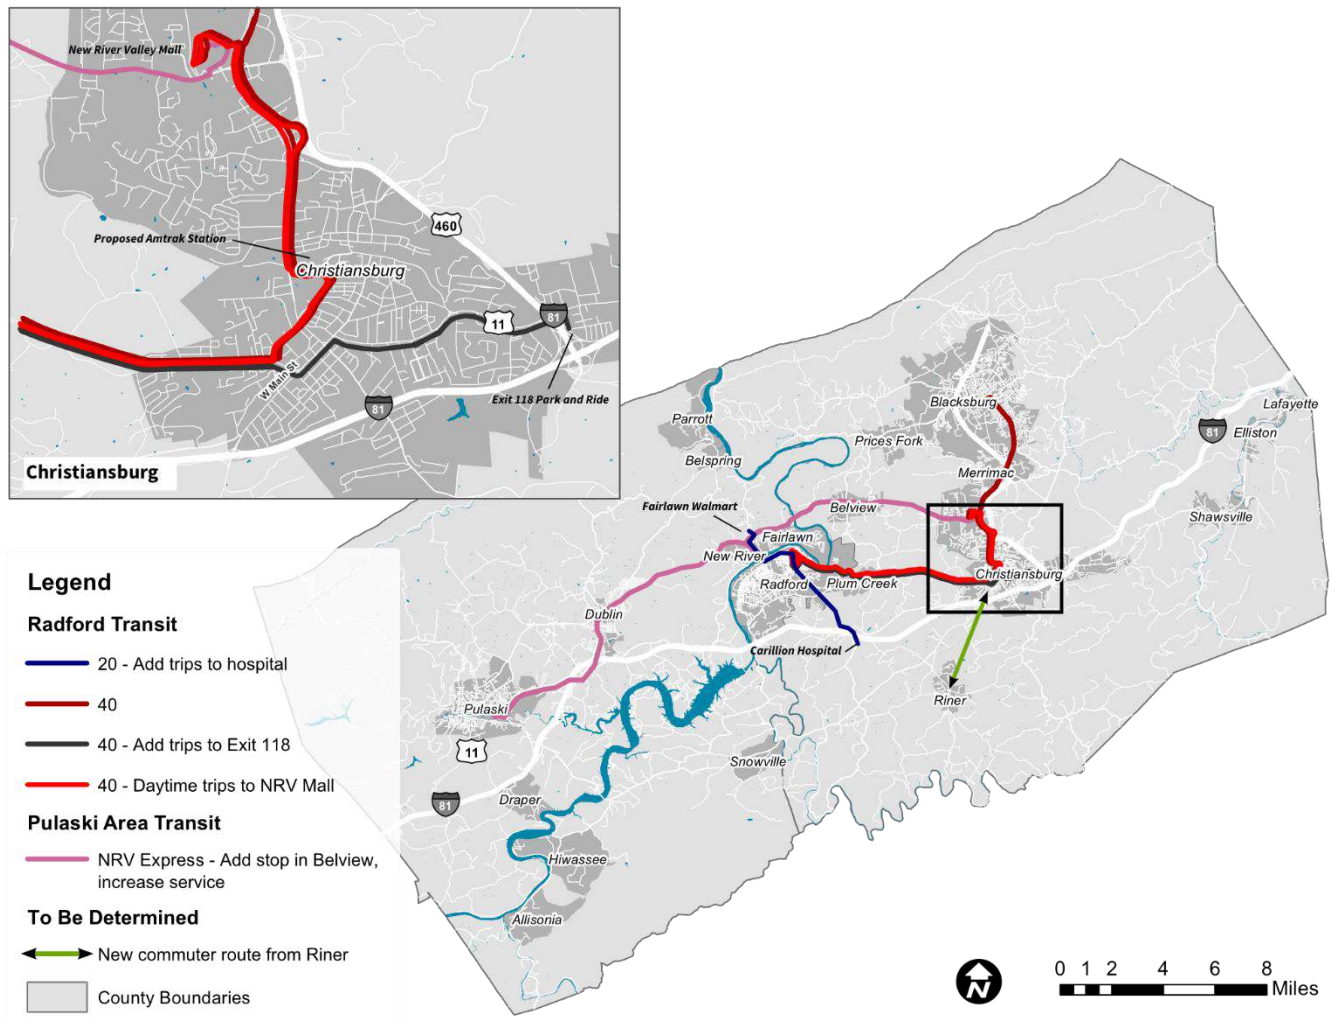 New River Valley Mall
460
Proposed Amtrak Station
Christiansburg
81
11
W Main St
Exit 118 Park and Ride
81
Christiansburg
Blacksburg
Lafayette
Parrott
81
Elliston
Prices Fork
Belspring
Merrimac
Fairlawn Walmart
Belview
Shawsville
Fairlawn
New River
Christiansburg
Radford
Plum Creek
Dublin
Carillion Hospital
Riner
Pulaski
11
Snowville
Draper
81
Hiwassee
Allisonia
Legend
Radford Transit
20 - Add trips to hospital
40
40 - Add trips to Exit 118
40 - Daytime trips to NRV Mall
Pulaski Area Transit
NRV Express - Add stop in Belview,
increase service
To Be Determined
New commuter route from Riner
County Boundaries
N
0 1 2 4 6 8
Miles